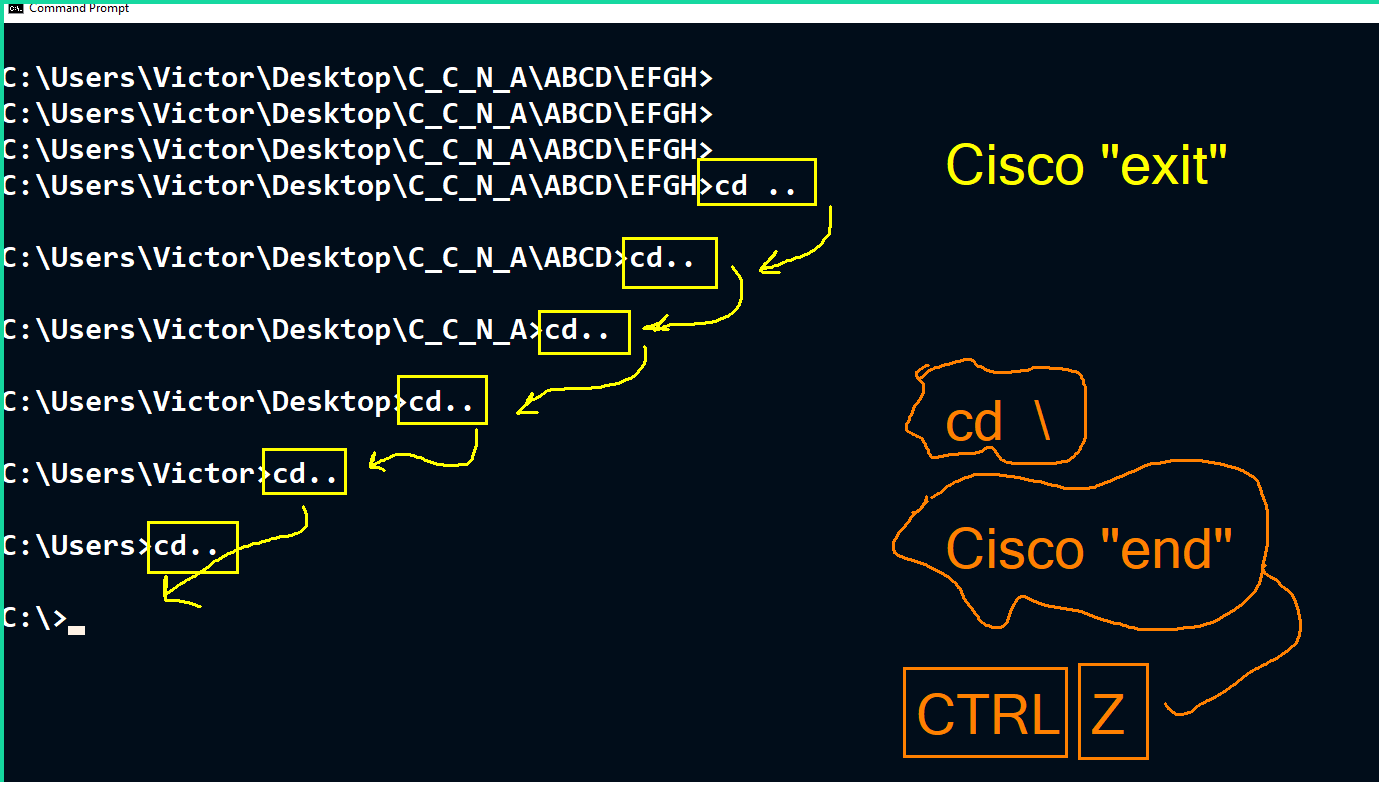 Command Prompt
C:\Users\Victor\Desktop\C_C_N_A\ABCD\EFGH>
C:\Users\Victor\Desktop\C_C_N_A\ABCD\EFGH>
C:\Users\Victor\Desktop\C_C_N_A\ABCD\EFGH>
C:\Users\Victor\Desktop\C_C_N_A\ABCD\EFGH>cd ..
C:\Users\Victor\Desktop\C_C_N_A\ABCD>cd..
C:\Users\Victor\Desktop\C_C_N_A>cd..
C:\Users\Victor\Desktop>cd..
C:\Users\Victor>cd..
C:\Users>cd..
C:\>
Cisco "exit"
cd \
Cisco "end"
CTRL Z